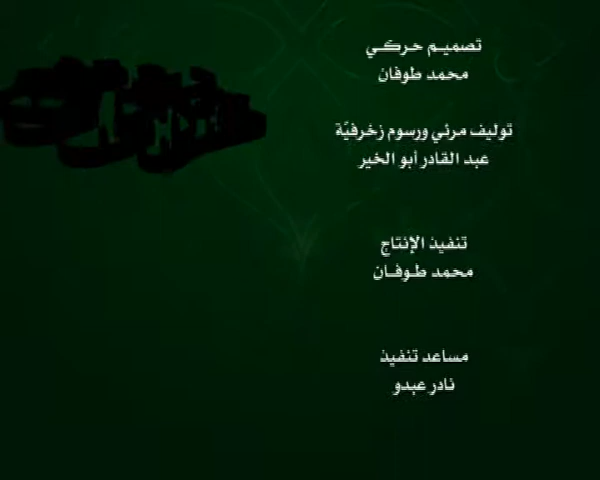 تصميم حركي
محمد طوفان
توليف مرئي ورسوم زخرفيّة
عبد القادر أبو الخير
تنفيذ الإنتاج
محمد طوفان
مساعد تنفيذ
نادر عبدو